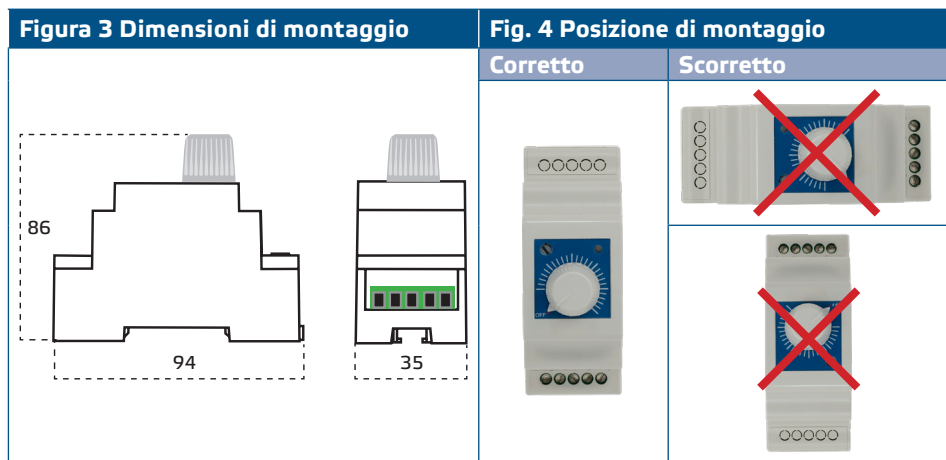 Figura 3 Dimensioni di montaggio
Fig. 4 Posizione di montaggio
Corretto
Scorretto
86
94
35
OFF